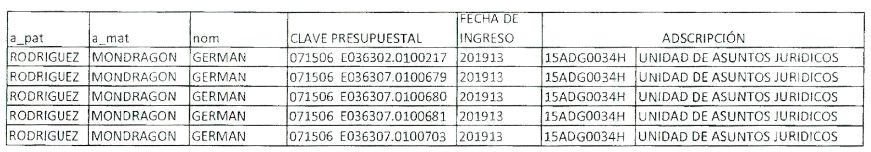 a_pat a_mat nom CLAVE PRESUPUESTAL FECHA DE INGRESO ADSCRIPCIÓN
RODRIGUEZ MONDRAGON GERMAN 071506 E036302.0100217 201913 15ADG0034H UNIDAD DE ASUNTOS JURIDICOS
RODRIGUEZ MONDRAGON GERMAN 071506 E036307.0100679 201913 15ADG0034H UNIDAD DE ASUNTOS JURIDICOS
RODRIGUEZ MONDRAGON GERMAN 071506 E036307.0100680 201913 15ADG0034H UNIDAD DE ASUNTOS JURIDICOS
RODRIGUEZ MONDRAGON GERMAN 071506 E036307.0100681 201913 15ADG0034H UNIDAD DE ASUNTOS JURIDICOS
RODRIGUEZ MONDRAGON GERMAN 071506 E036307.0100703 201913 15ADG0034H UNIDAD DE ASUNTOS JURIDICOS